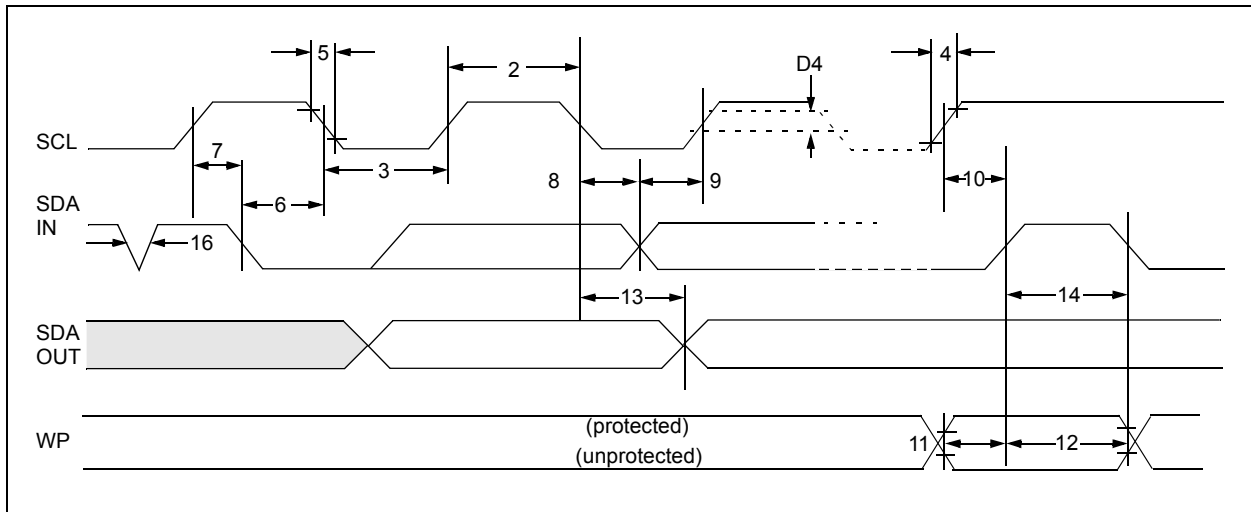 5
2
D4
4
SCL
7
3
8
9
10
6
SDA
IN
16
13
14
SDA
OUT
WP
(protected)
(unprotected)
11
12